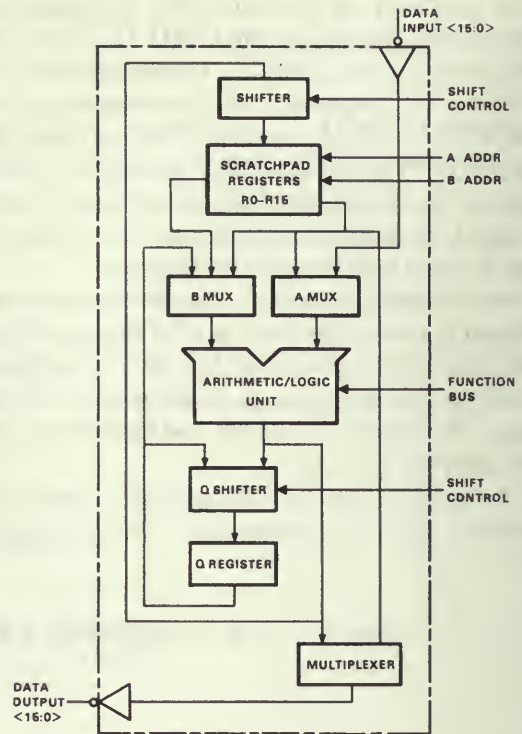 DATA
INPUT <15:0>
SHIFTER
SHIFT
CONTROL
SCRATCHPAD
REGISTERS
R0–R15
A ADDR
B ADDR
B MUX
A MUX
ARITHMETIC/LOGIC
UNIT
FUNCTION
BUS
Q SHIFTER
SHIFT
CONTROL
Q REGISTER
MULTIPLEXER
DATA
OUTPUT
<15:0>